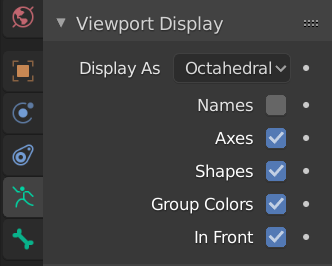 Viewport Display
Display As Octahedral
Names
Axes
Shapes
Group Colors
In Front